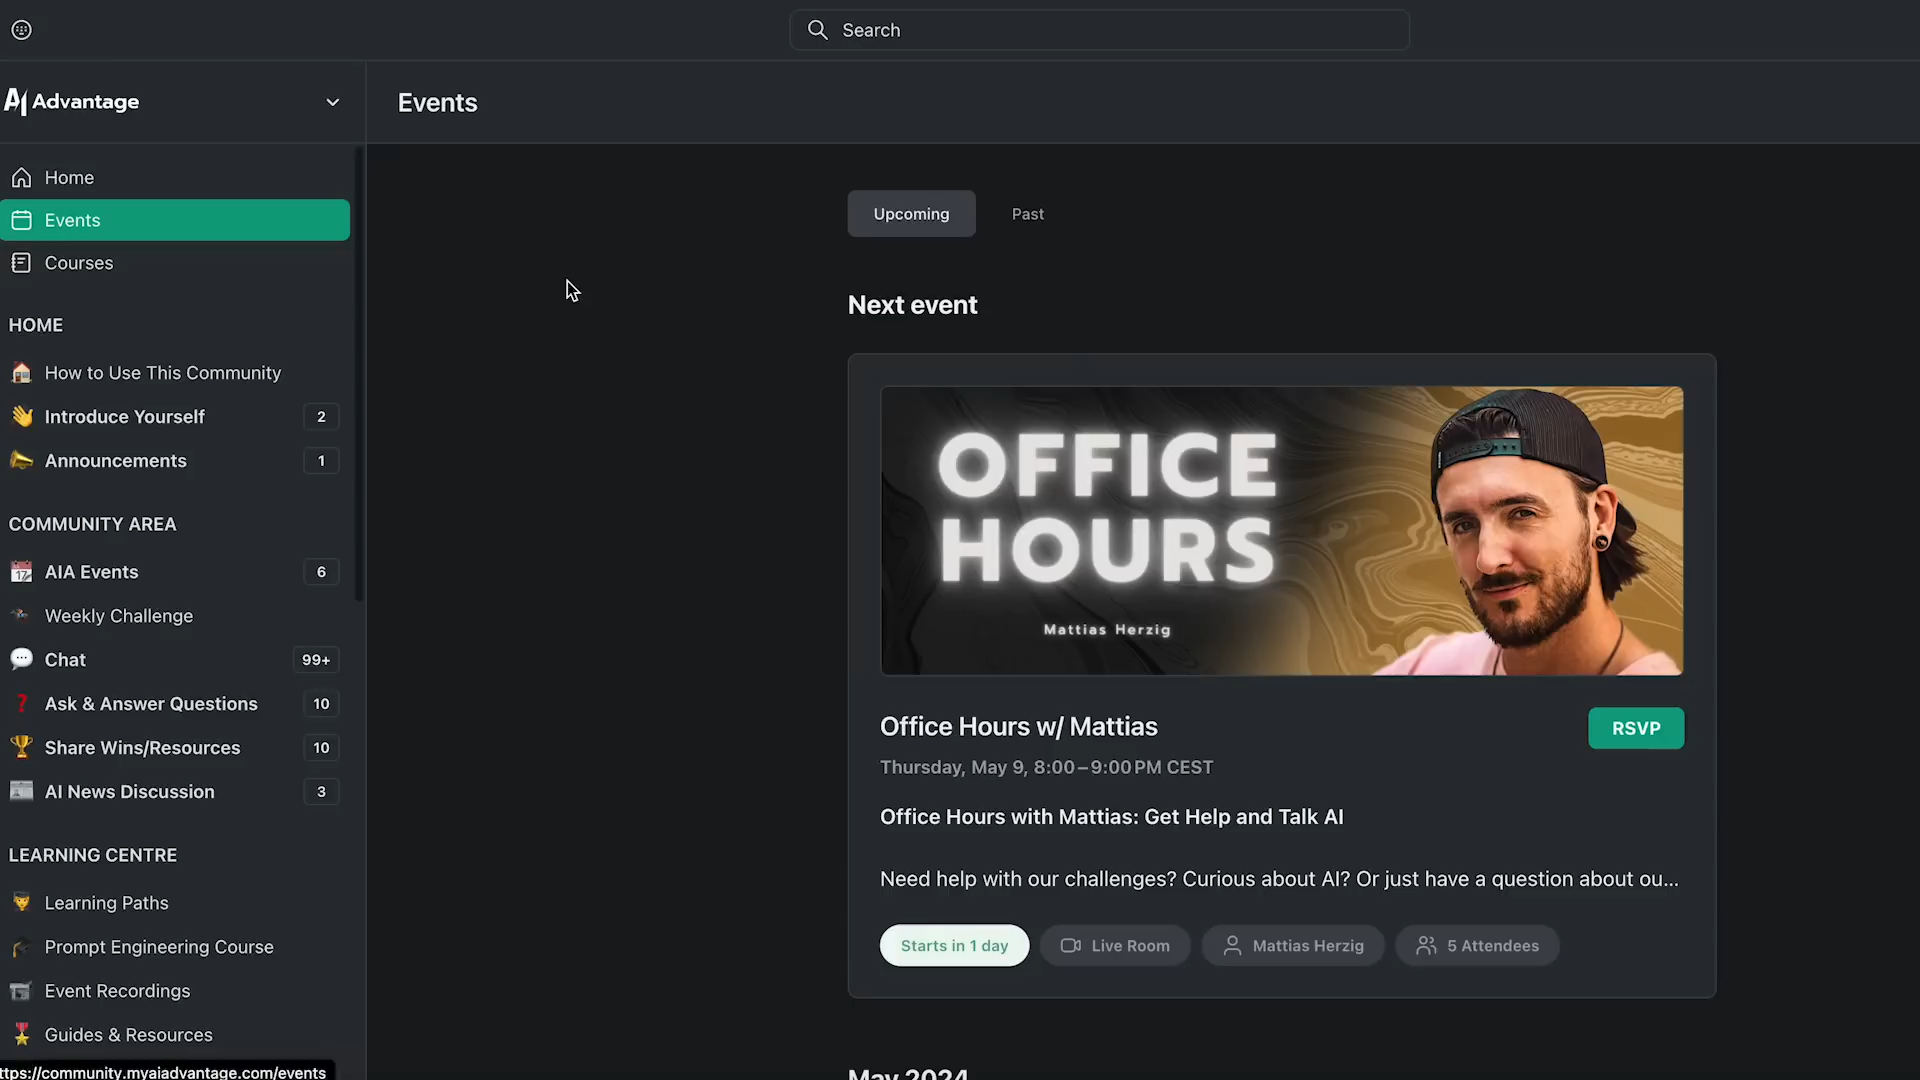 Search
AI Advantage
Events
Home
Events
Courses
HOME
How to Use This Community
Introduce Yourself 2
Announcements 1
COMMUNITY AREA
17 AIA Events 6
Weekly Challenge
Chat 99+
Ask & Answer Questions 10
Share Wins/Resources 10
AI News Discussion 3
LEARNING CENTRE
Learning Paths
Prompt Engineering Course
Event Recordings
Guides & Resources
ttps://community.myaiadvantage.com/events
Upcoming Past
Next event
OFFICE
HOURS
Mattias Herzig
Office Hours w/ Mattias
RSVP
Thursday, May 9, 8:00 – 9:00 PM CEST
Office Hours with Mattias: Get Help and Talk AI
Need help with our challenges? Curious about AI? Or just have a question about ou...
Starts in 1 day Live Room Mattias Herzig 5 Attendees
May 2024